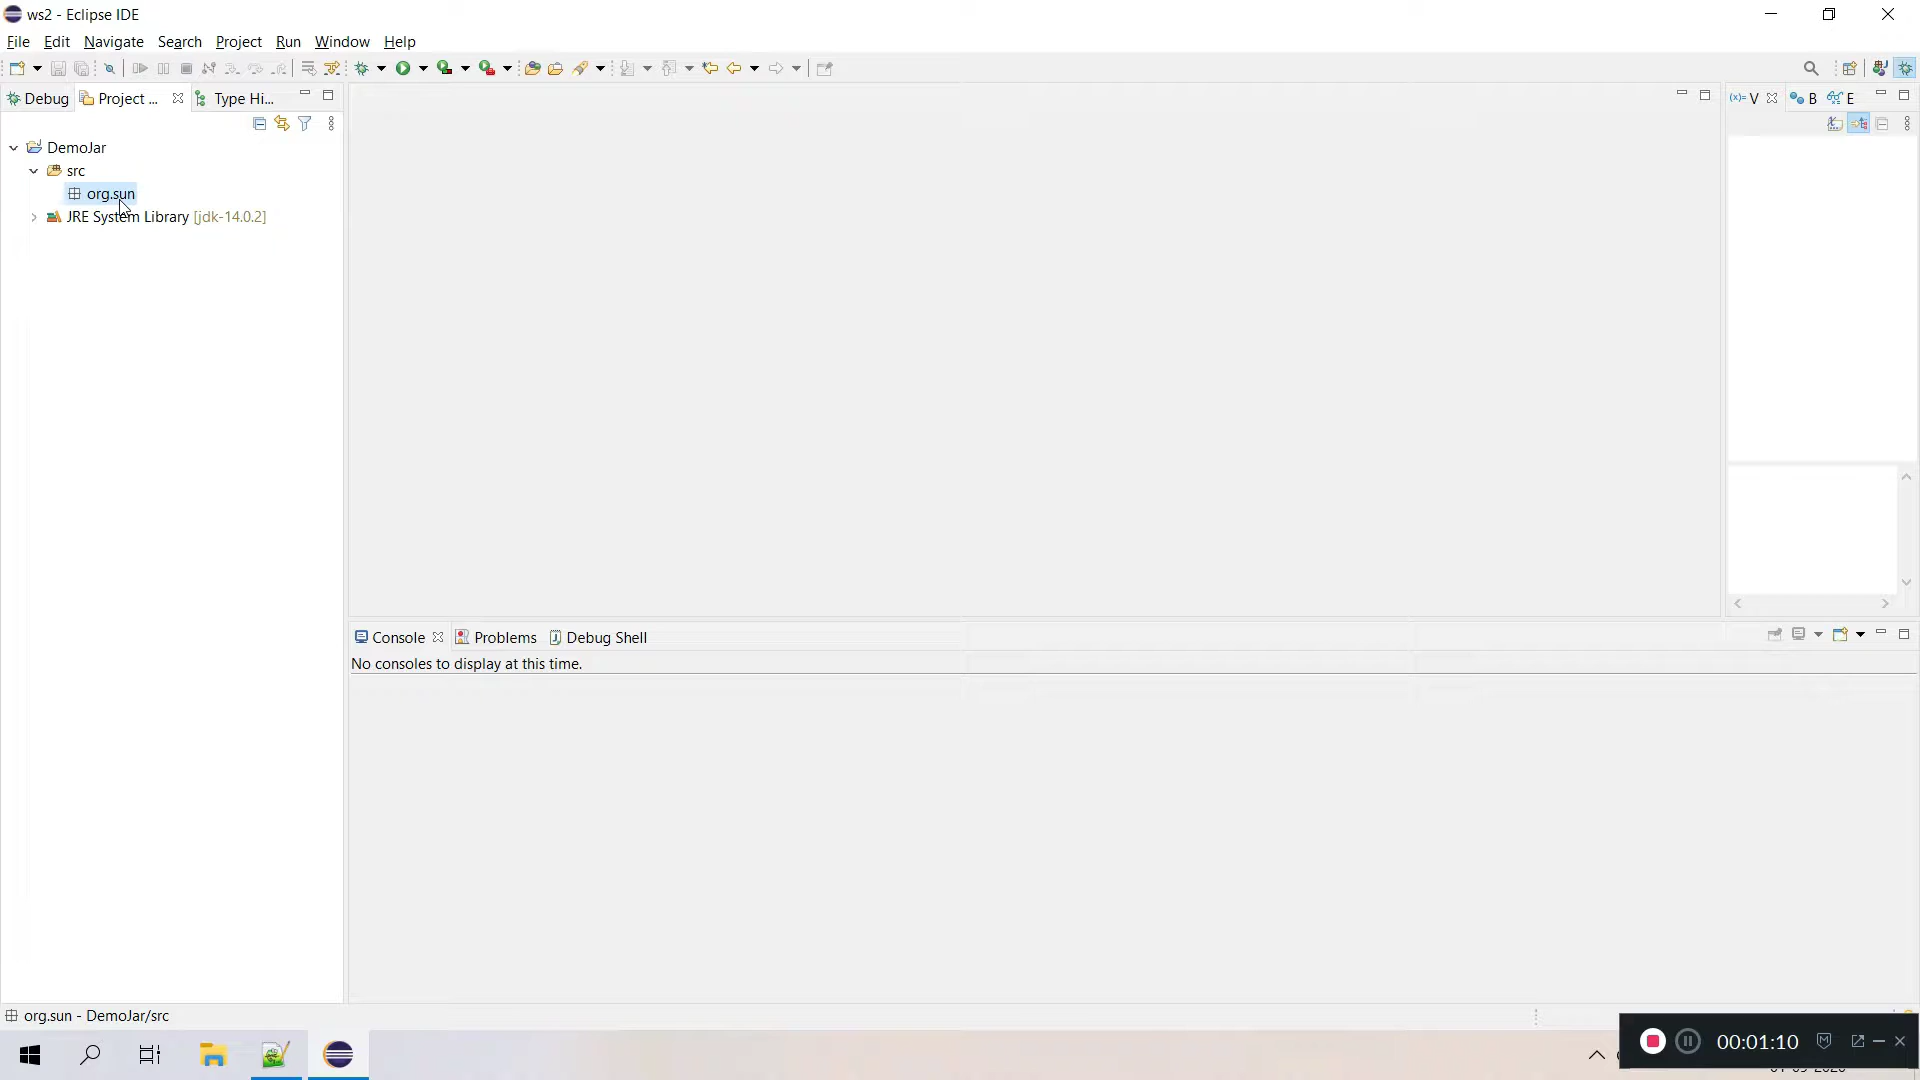 ws2 - Eclipse IDE
File Edit Navigate Search Project Run Window Help
Debug Project ... Type Hi...
(x)= V B E
DemoJar
src
org.sun
JRE System Library [jdk-14.0.2]
Console Problems Debug Shell
No consoles to display at this time.
org.sun - DemoJar/src
00:01:10